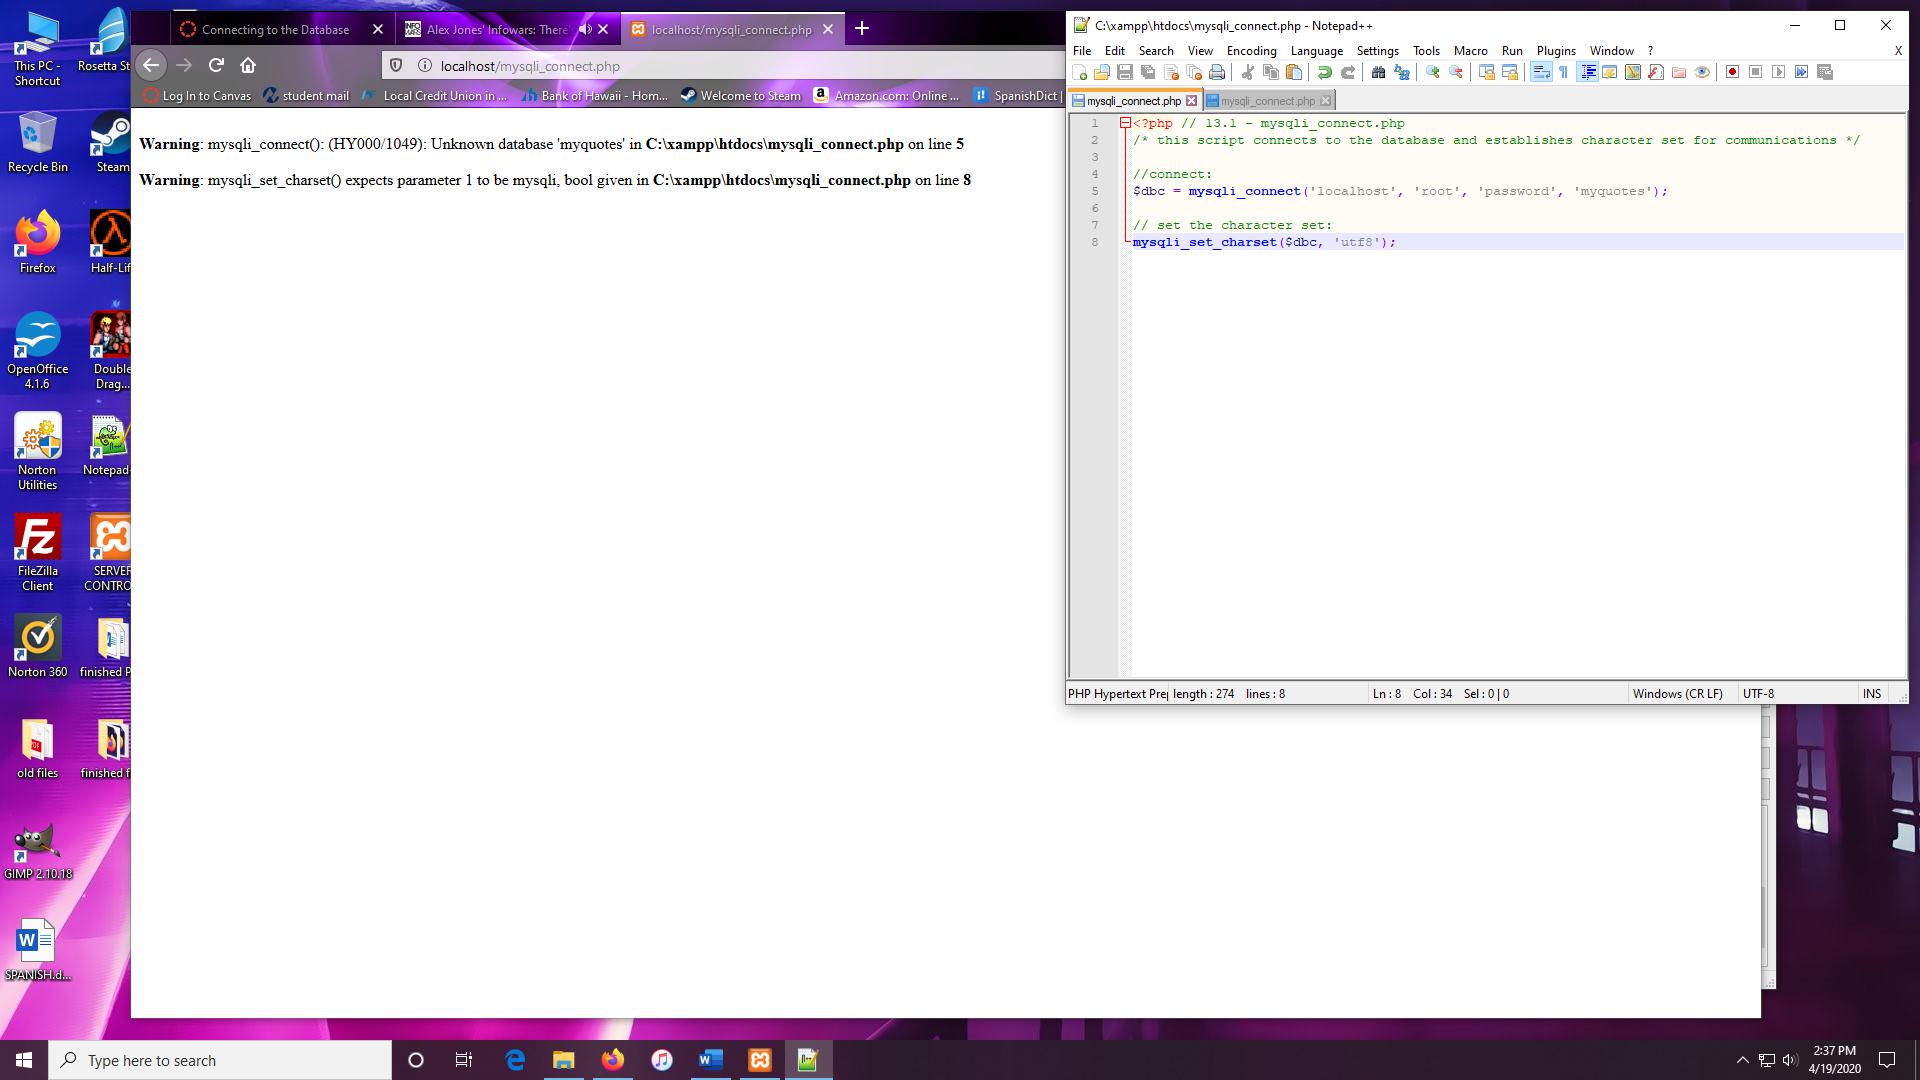 Connecting to the Database
Alex Jones' Infowars: There'
localhost/mysqli_connect.php
localhost/mysqli_connect.php
Log In to Canvas
student mail
Local Credit Union in ...
Bank of Hawaii - Hom...
Welcome to Steam
Amazon.com: Online ...
SpanishDict |
Warning: mysqli_connect(): (HY000/1049): Unknown database 'myquotes' in C:\xampp\htdocs\mysqli_connect.php on line 5
Warning: mysqli_set_charset() expects parameter 1 to be mysqli, bool given in C:\xampp\htdocs\mysqli_connect.php on line 8
C:\xampp\htdocs\mysqli_connect.php - Notepad++
File Edit Search View Encoding Language Settings Tools Macro Run Plugins Window ? X
mysqli_connect.php
mysqli_connect.php
1 <?php // 13.1 - mysqli_connect.php
2 /* this script connects to the database and establishes character set for communications */
3
4 //connect:
5 $dbc = mysqli_connect('localhost', 'root', 'password', 'myquotes');
6
7 // set the character set:
8 mysqli_set_charset($dbc, 'utf8');
PHP Hypertext Prep length : 274 lines : 8 Ln : 8 Col : 34 Sel : 0 | 0 Windows (CR LF) UTF-8 INS
This PC -
Shortcut
Rosetta St
Recycle Bin
Steam
Firefox
Half-Lif
OpenOffice
4.1.6
Double
Drag...
Norton
Utilities
Notepad
FileZilla
Client
SERVER
CONTRO
Norton 360
finished P
old files
finished f
GIMP 2.10.18
SPANISH.d...
Type here to search
2:37 PM
4/19/2020